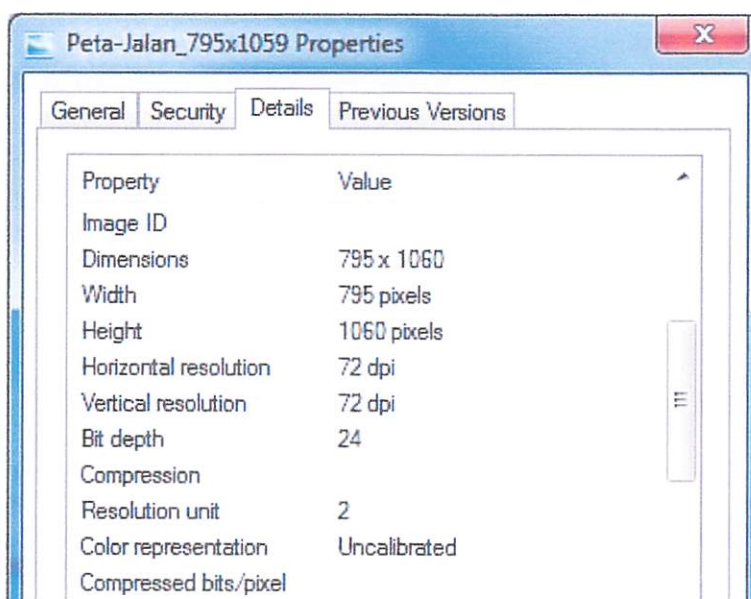 Peta-Jalan_795x1059 Properties
General Security Details Previous Versions
Property Value
Image ID
Dimensions 795 x 1060
Width 795 pixels
Height 1060 pixels
Horizontal resolution 72 dpi
Vertical resolution 72 dpi
Bit depth 24
Compression
Resolution unit 2
Color representation Uncalibrated
Compressed bits/pixel